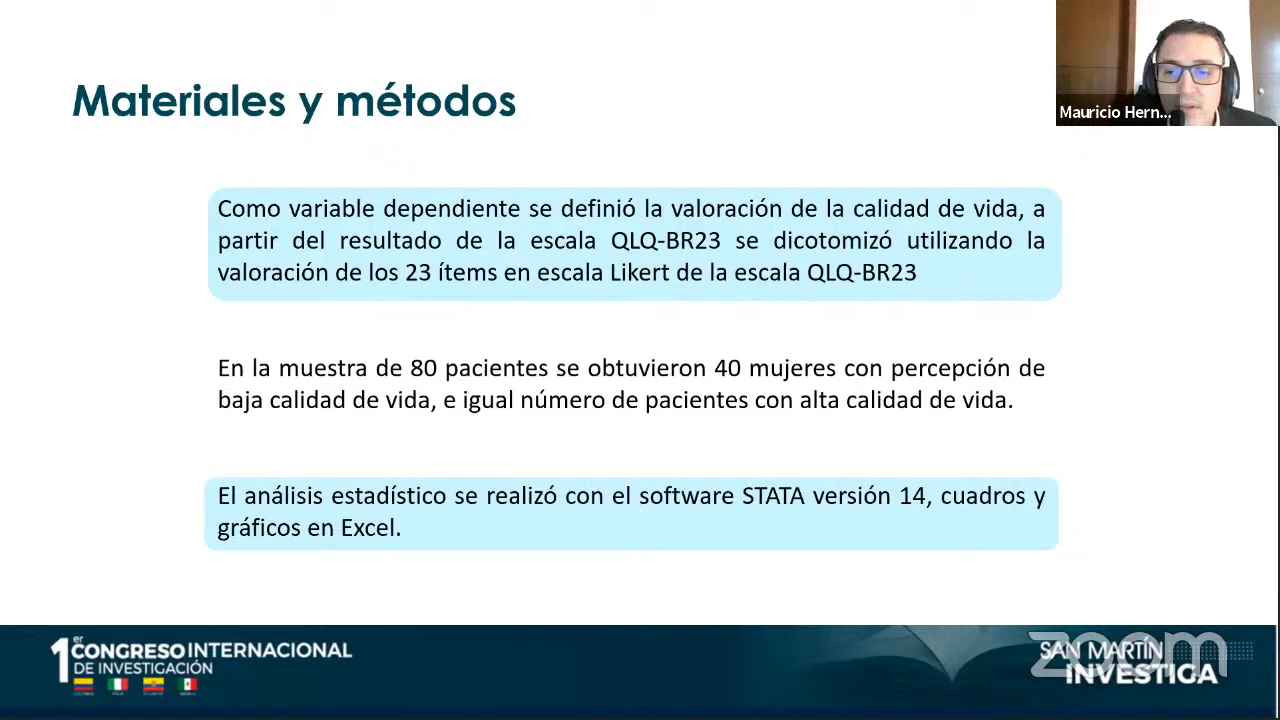 Materiales y métodos
Mauricio Hern...
Como variable dependiente se definió la valoración de la calidad de vida, a
partir del resultado de la escala QLQ-BR23 se dicotomizó utilizando la
valoración de los 23 ítems en escala Likert de la escala QLQ-BR23
En la muestra de 80 pacientes se obtuvieron 40 mujeres con percepción de
baja calidad de vida, e igual número de pacientes con alta calidad de vida.
El análisis estadístico se realizó con el software STATA versión 14, cuadros y
gráficos en Excel.
1er CONGRESO INTERNACIONAL
DE INVESTIGACIÓN
SAN MARTÍN
INVESTIGA
zoom